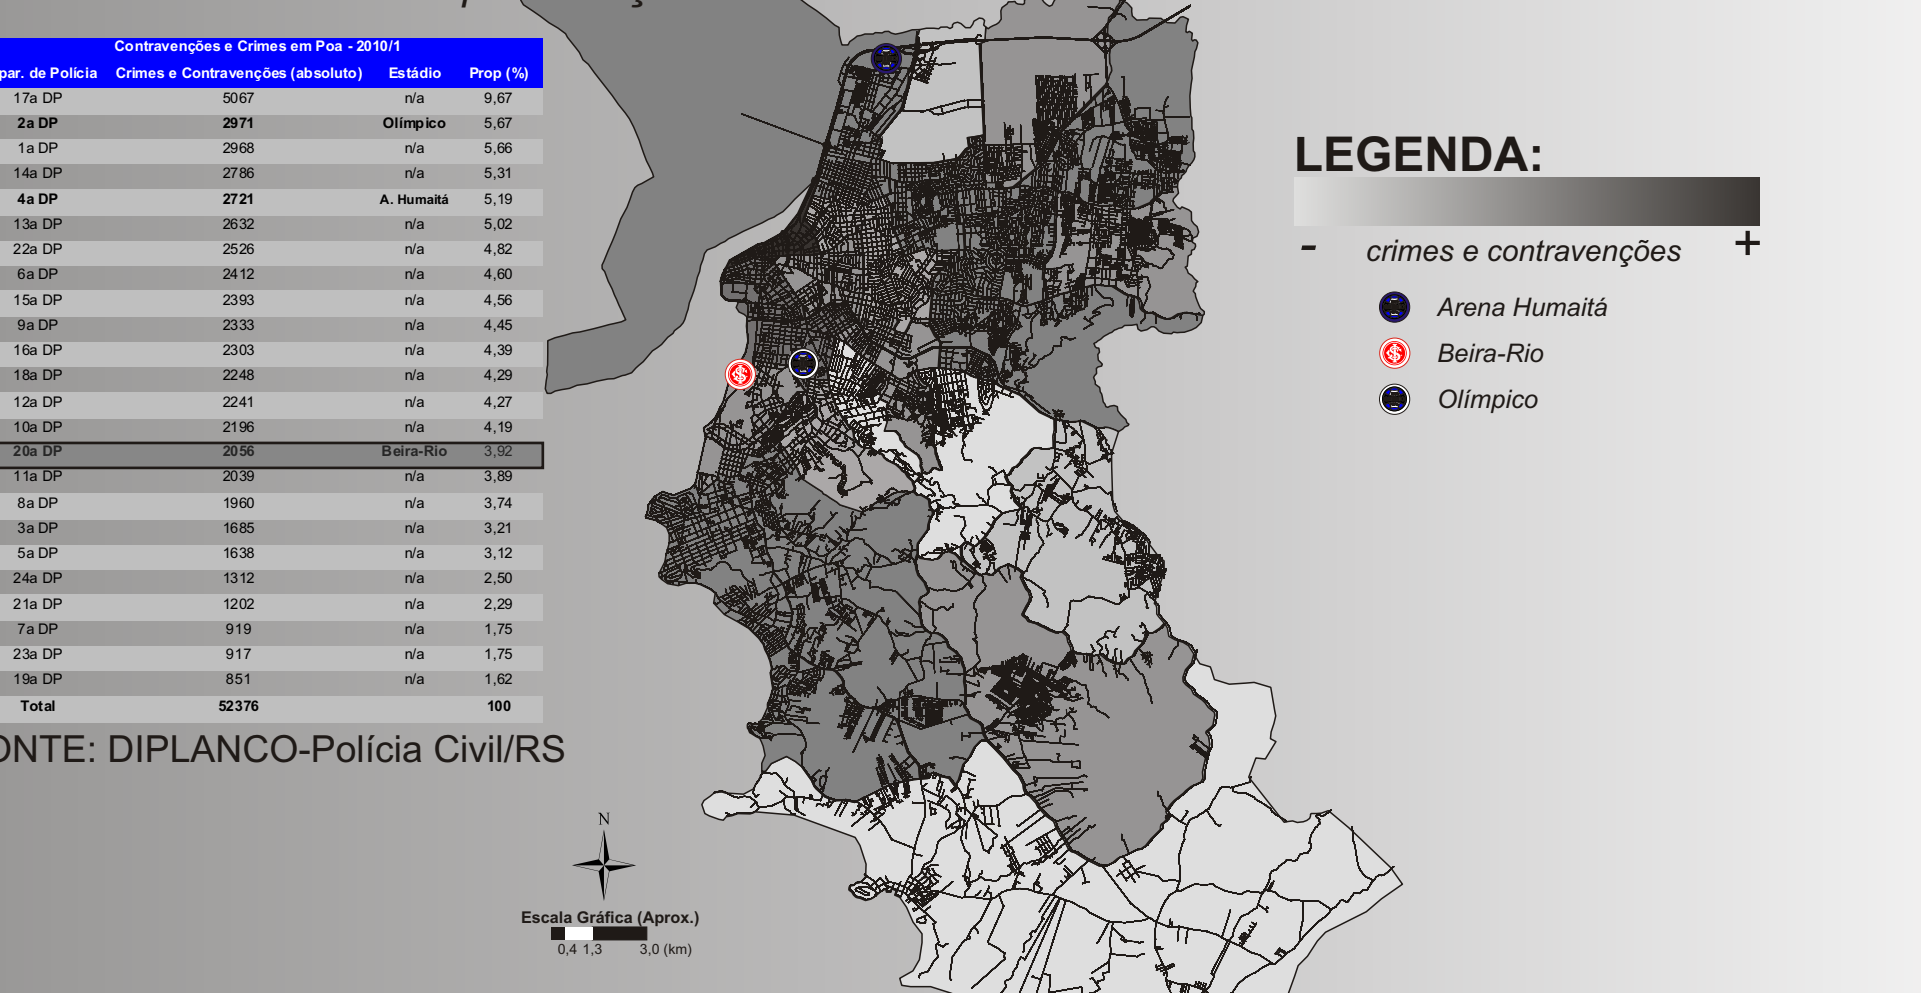 Contravenções e Crimes em Poa - 2010/1
par. de Polícia Crimes e Contravenções (absoluto) Estádio Prop (%)
17a DP 5067 n/a 9,67
2a DP 2971 Olímpico 5,67
1a DP 2968 n/a 5,66
14a DP 2786 n/a 5,31
4a DP 2721 A. Humaitá 5,19
13a DP 2632 n/a 5,02
22a DP 2526 n/a 4,82
6a DP 2412 n/a 4,60
15a DP 2393 n/a 4,56
9a DP 2333 n/a 4,45
16a DP 2303 n/a 4,39
18a DP 2248 n/a 4,29
12a DP 2241 n/a 4,27
10a DP 2196 n/a 4,19
20a DP 2056 Beira-Rio 3,92
11a DP 2039 n/a 3,89
8a DP 1960 n/a 3,74
3a DP 1685 n/a 3,21
5a DP 1638 n/a 3,12
24a DP 1312 n/a 2,50
21a DP 1202 n/a 2,29
7a DP 919 n/a 1,75
23a DP 917 n/a 1,75
19a DP 851 n/a 1,62
Total 52376 100
ONTE: DIPLANCO-Polícia Civil/RS
LEGENDA:
- crimes e contravenções +
Arena Humaitá
Beira-Rio
Olímpico
N
Escala Gráfica (Aprox.)
0,4 1,3 3,0 (km)